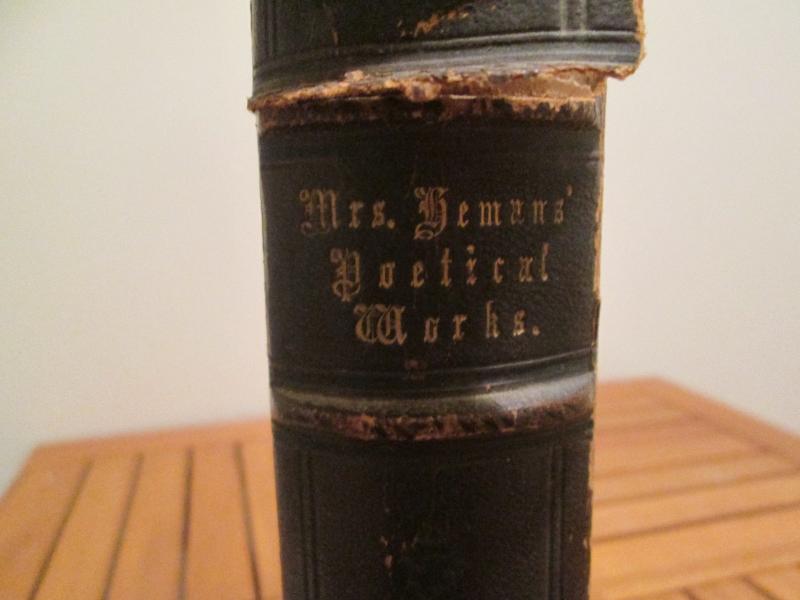 Mrs. Hemans'
Poetical
Works.